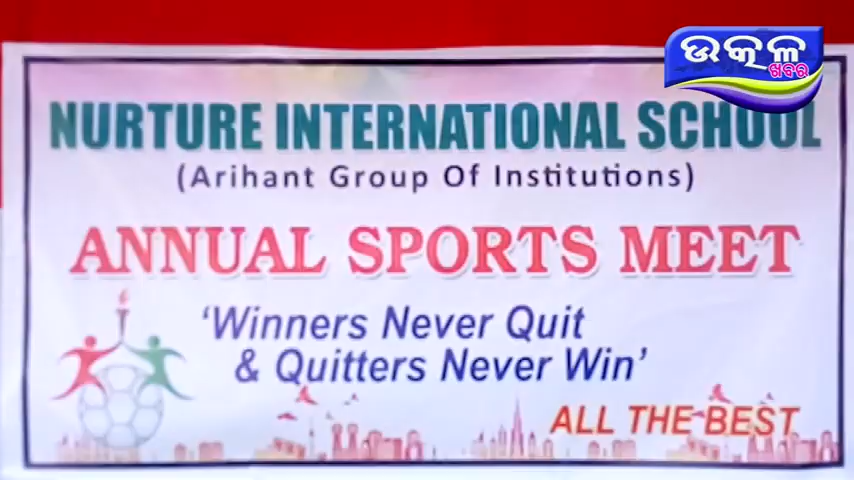 ଉତ୍କଳ
ଖବର
NURTURE INTERNATIONAL SCHOOL
(Arihant Group Of Institutions)
ANNUAL SPORTS MEET
'Winners Never Quit
& Quitters Never Win'
ALL THE BEST